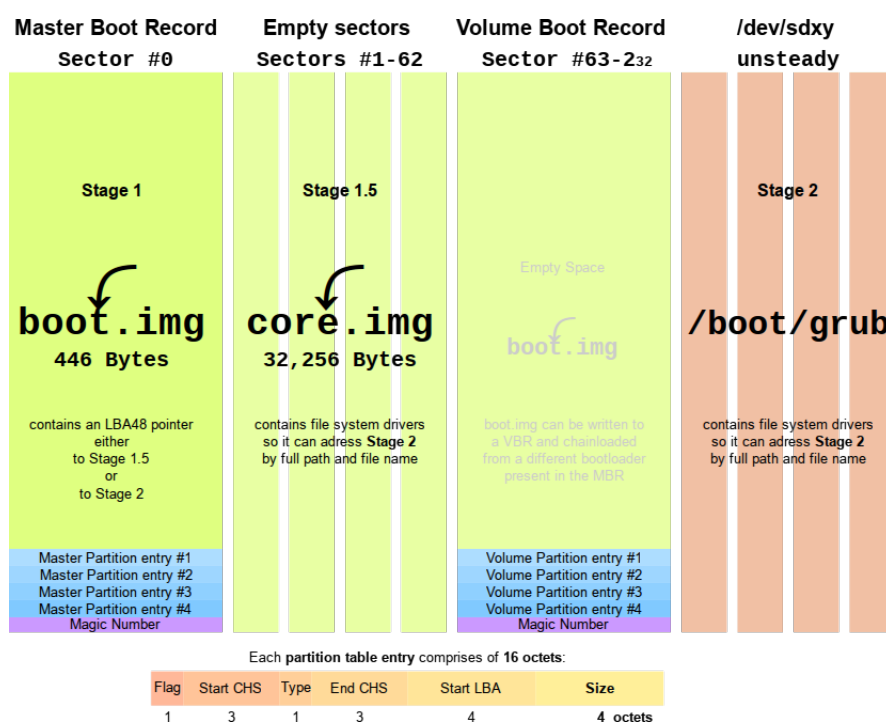 Master Boot Record
Sector #0
Stage 1
boot.img
446 Bytes
contains an LBA48 pointer
either
to Stage 1.5
or
to Stage 2
Master Partition entry #1
Master Partition entry #2
Master Partition entry #3
Master Partition entry #4
Magic Number
Empty sectors
Sectors #1-62
Stage 1.5
core.img
32,256 Bytes
contains file system drivers
so it can adress Stage 2
by full path and file name
Volume Boot Record
Sector #63-232
Empty Space
boot.img
boot.img can be written to
a VBR and chainloaded
from a different bootloader
present in the MBR
Volume Partition entry #1
Volume Partition entry #2
Volume Partition entry #3
Volume Partition entry #4
Magic Number
/dev/sdxy
unsteady
Stage 2
/boot/grub
contains file system drivers
so it can adress Stage 2
by full path and file name
Each partition table entry comprises of 16 octets:
Flag Start CHS Type End CHS Start LBA Size
1 3 1 3 4 4 octets